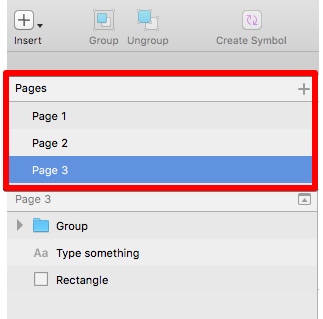 Insert Group Ungroup Create Symbol
Pages
Page 1
Page 2
Page 3
Page 3
Group
Aa Type something
Rectangle